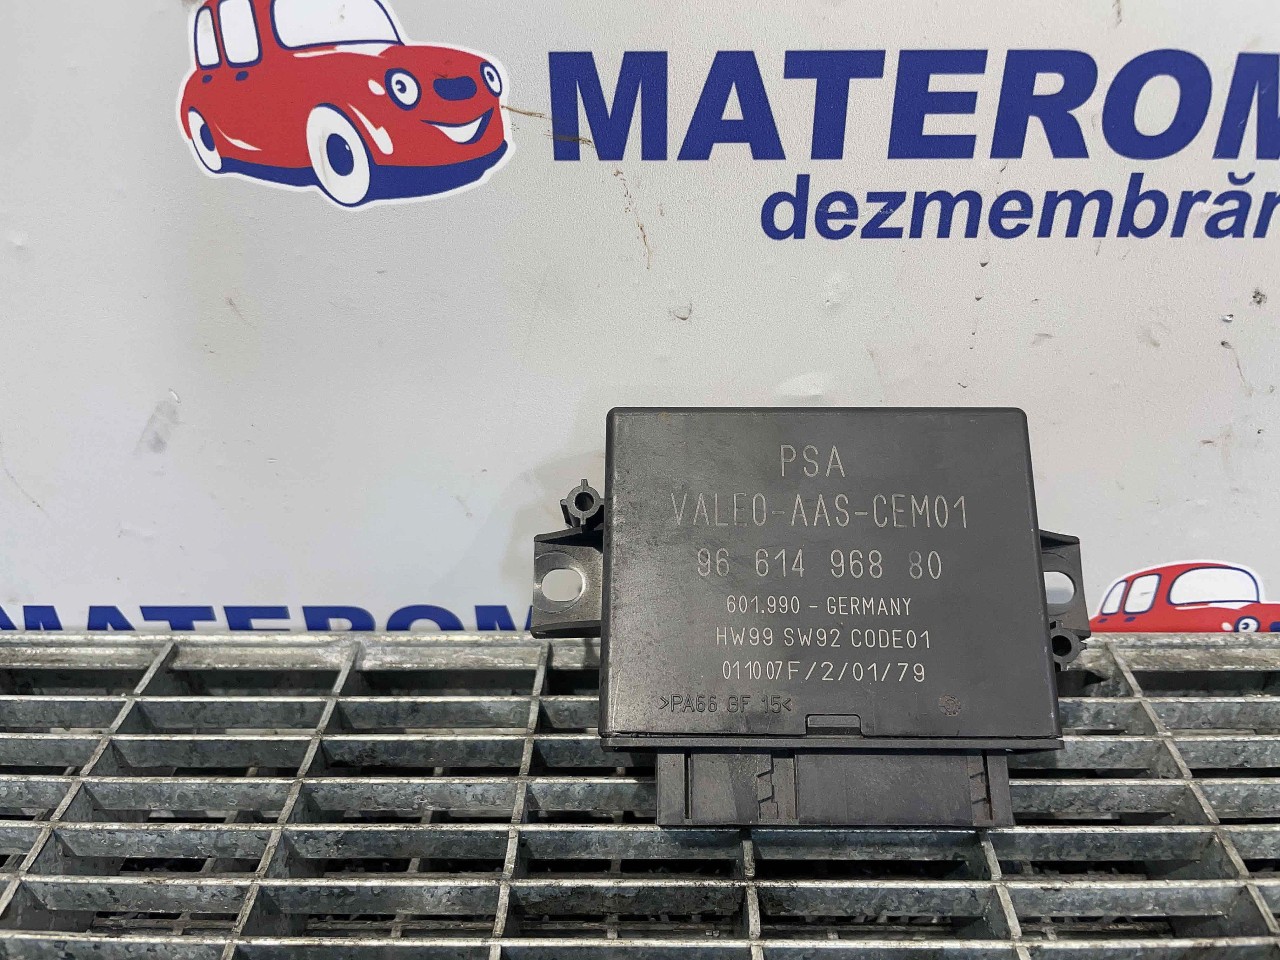 MATEROM
dezmembrăr
PSA
VALEO-AAS-CEM01
96 614 968 80
601.990 - GERMANY
HW99 SW92 CODE01
011007F/2/01/79
>PA66 GF 15<
MATEROM